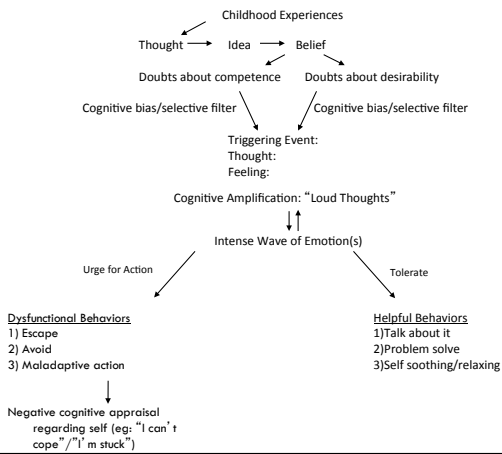 Childhood Experiences
Thought Idea Belief
Doubts about competence Doubts about desirability
Cognitive bias/selective filter Cognitive bias/selective filter
Triggering Event:
Thought:
Feeling:
Cognitive Amplification: “Loud Thoughts”
Intense Wave of Emotion(s)
Urge for Action Tolerate
Dysfunctional Behaviors
1) Escape
2) Avoid
3) Maladaptive action
Helpful Behaviors
1)Talk about it
2)Problem solve
3)Self soothing/relaxing
Negative cognitive appraisal
regarding self (eg: “I can’t
cope”/”I’m stuck”)